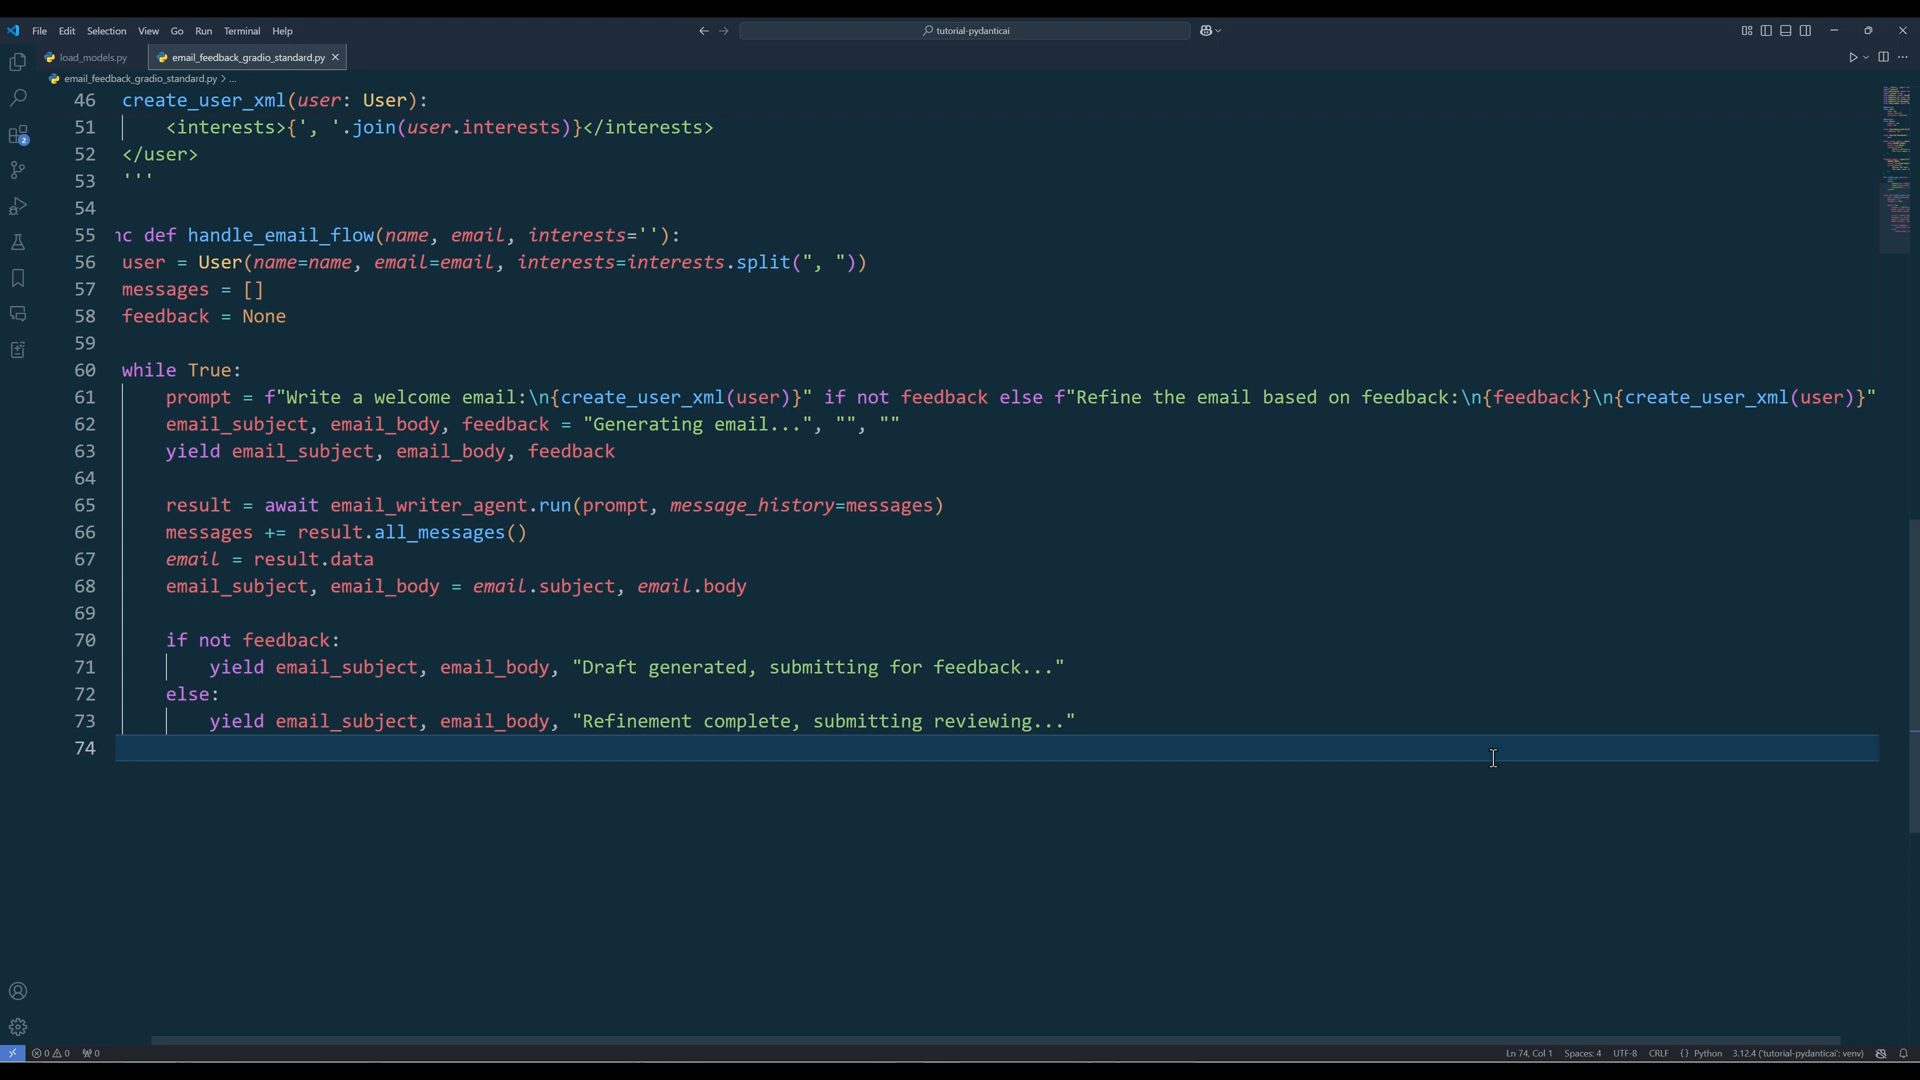 File Edit Selection View Go Run Terminal Help
tutorial-pydanticai
load_models.py
email_feedback_gradio_standard.py
email_feedback_gradio_standard.py > ...
46 create_user_xml(user: User):
51 <interests>{', '.join(user.interests)}</interests>
52 </user>
53 '''
54
55 nc def handle_email_flow(name, email, interests=''):
56 user = User(name=name, email=email, interests=interests.split(", "))
57 messages = []
58 feedback = None
59
60 while True:
61 prompt = f"Write a welcome email:\n{create_user_xml(user)}" if not feedback else f"Refine the email based on feedback:\n{feedback}\n{create_user_xml(user)}"
62 email_subject, email_body, feedback = "Generating email...", "", ""
63 yield email_subject, email_body, feedback
64
65 result = await email_writer_agent.run(prompt, message_history=messages)
66 messages += result.all_messages()
67 email = result.data
68 email_subject, email_body = email.subject, email.body
69
70 if not feedback:
71 yield email_subject, email_body, "Draft generated, submitting for feedback..."
72 else:
73 yield email_subject, email_body, "Refinement complete, submitting reviewing..."
74
2
0 0 0
Ln 74, Col 1 Spaces: 4 UTF-8 CRLF {} Python 3.12.4 ('tutorial-pydanticai': venv)